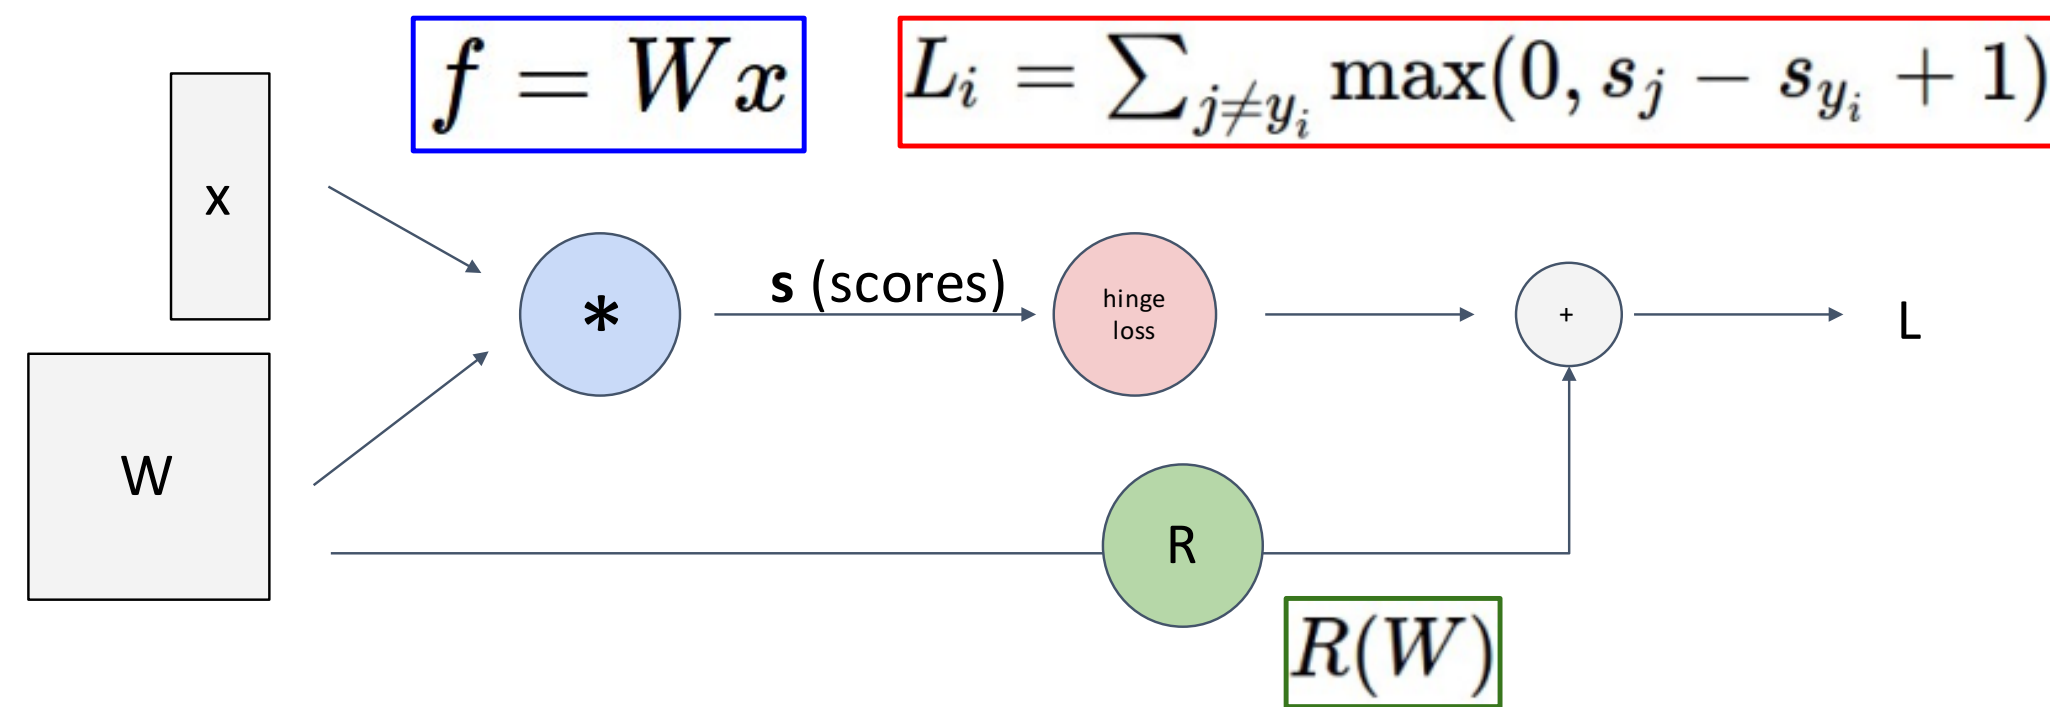 f = Wx
L_i = ∑_{j≠y_i} max(0, s_j − s_{y_i} + 1)
x
s (scores)
*
hinge
loss
+
L
W
R
R(W)